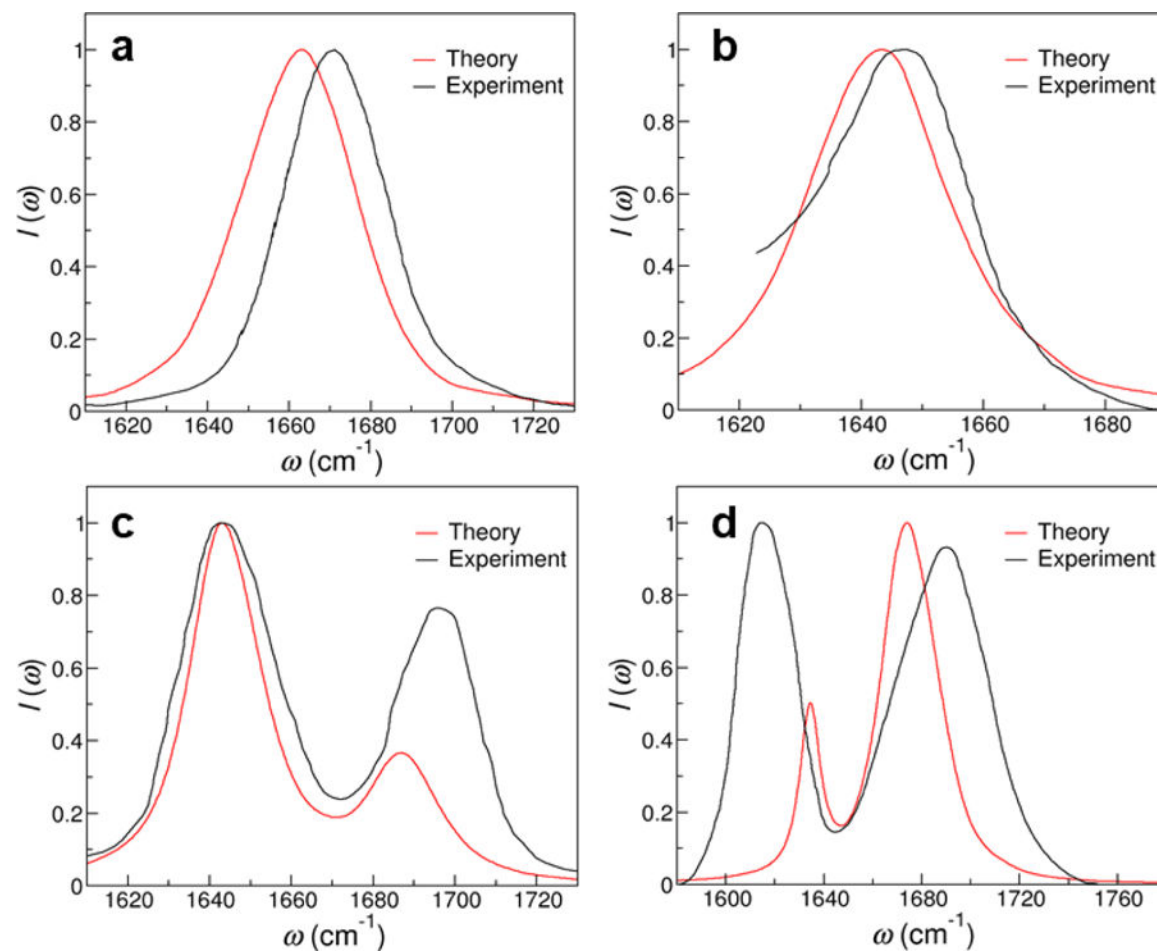 a
Theory
Experiment
I (ω)
1
0.8
0.6
0.4
0.2
0
1620 1640 1660 1680 1700 1720
ω (cm-1)
b
Theory
Experiment
I (ω)
1
0.8
0.6
0.4
0.2
0
1620 1640 1660 1680
ω (cm-1)
c
Theory
Experiment
I (ω)
1
0.8
0.6
0.4
0.2
0
1620 1640 1660 1680 1700 1720
ω (cm-1)
d
Theory
Experiment
I (ω)
1
0.8
0.6
0.4
0.2
0
1600 1640 1680 1720 1760
ω (cm-1)